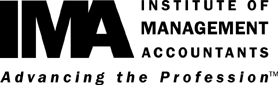 IMA
INSTITUTE OF
MANAGEMENT
ACCOUNTANTS
Advancing the Profession™